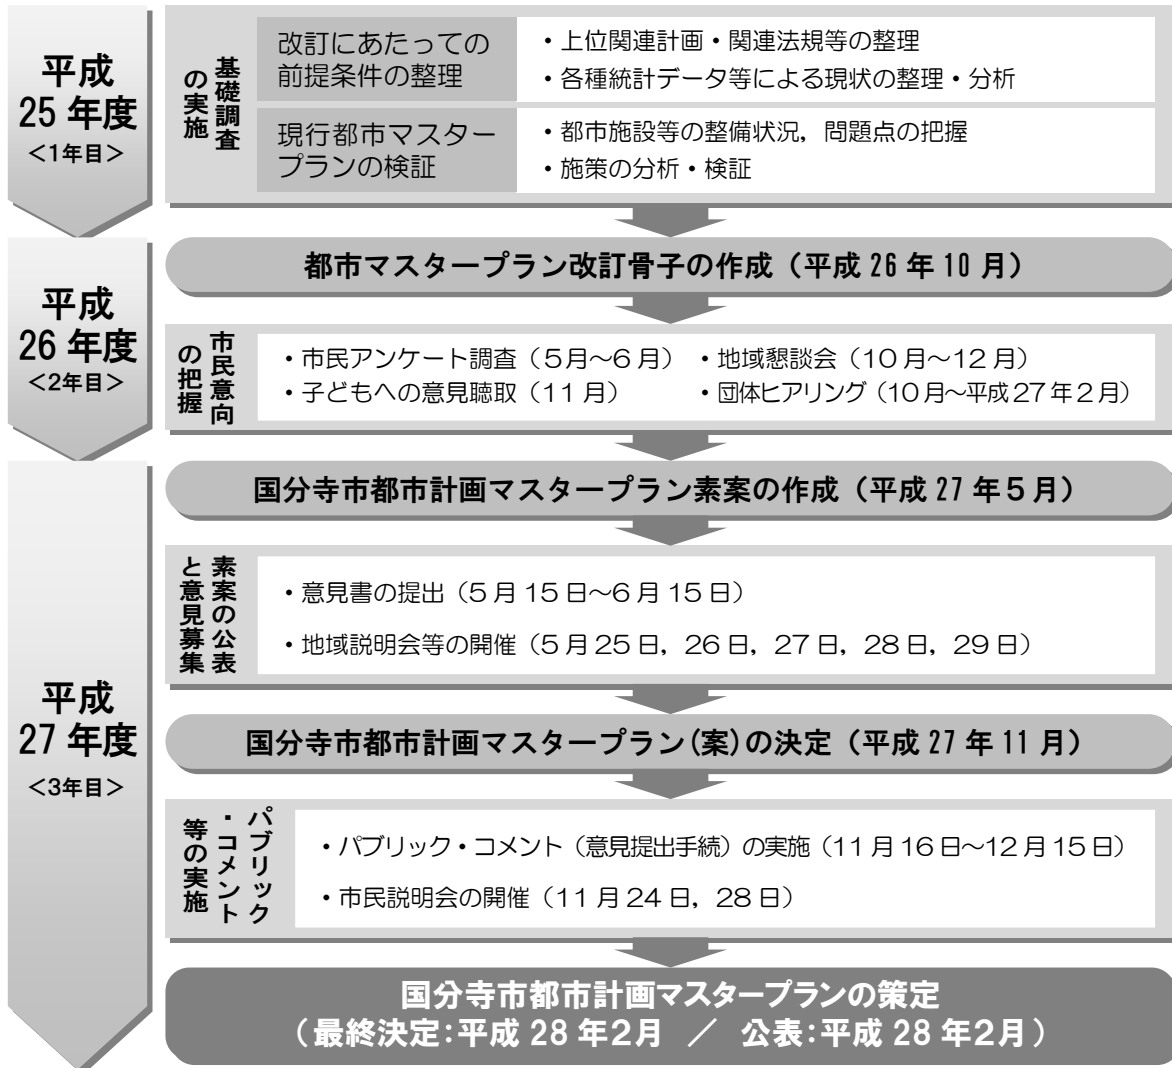 平成
25年度
<1年目>
基礎調査
の実施
改訂にあたっての
前提条件の整理
・上位関連計画・関連法規等の整理
・各種統計データ等による現状の整理・分析
現行都市マスター
プランの検証
・都市施設等の整備状況，問題点の把握
・施策の分析・検証
都市マスタープラン改訂骨子の作成（平成26年10月）
平成
26年度
<2年目>
市民意向
の把握
・市民アンケート調査（5月～6月）
・地域懇談会（10月～12月）
・子どもへの意見聴取（11月）
・団体ヒアリング（10月～平成27年2月）
国分寺市都市計画マスタープラン素案の作成（平成27年5月）
平成
27年度
<3年目>
素案の公表
と意見募集
・意見書の提出（5月15日～6月15日）
・地域説明会等の開催（5月25日，26日，27日，28日，29日）
国分寺市都市計画マスタープラン(案)の決定（平成27年11月）
パブリック
・コメント
等の実施
・パブリック・コメント（意見提出手続）の実施（11月16日～12月15日）
・市民説明会の開催（11月24日，28日）
国分寺市都市計画マスタープランの策定
（最終決定：平成28年2月 ／ 公表：平成28年2月）